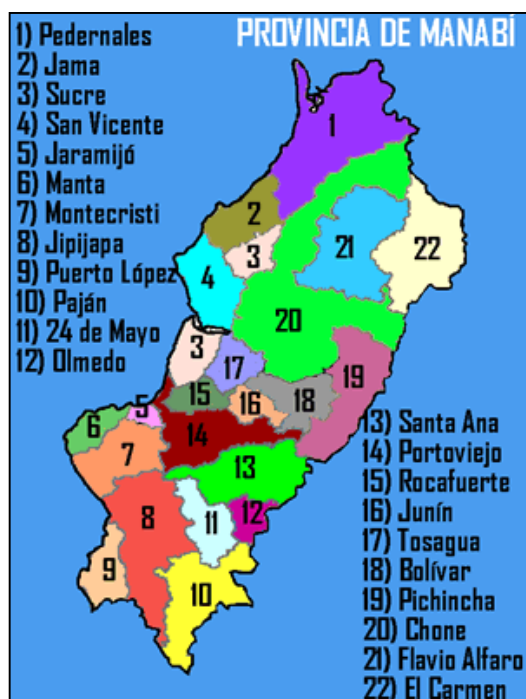 PROVINCIA DE MANABÍ
1) Pedernales
2) Jama
3) Sucre
4) San Vicente
5) Jaramijó
6) Manta
7) Montecristi
8) Jipijapa
9) Puerto López
10) Paján
11) 24 de Mayo
12) Olmedo
1
2
3
4
21
22
20
3
17
19
15
16
18
5
6
14
7
13
8
11
12
9
10
13) Santa Ana
14) Portoviejo
15) Rocafuerte
16) Junín
17) Tosagua
18) Bolívar
19) Pichincha
20) Chone
21) Flavio Alfaro
22) El Carmen